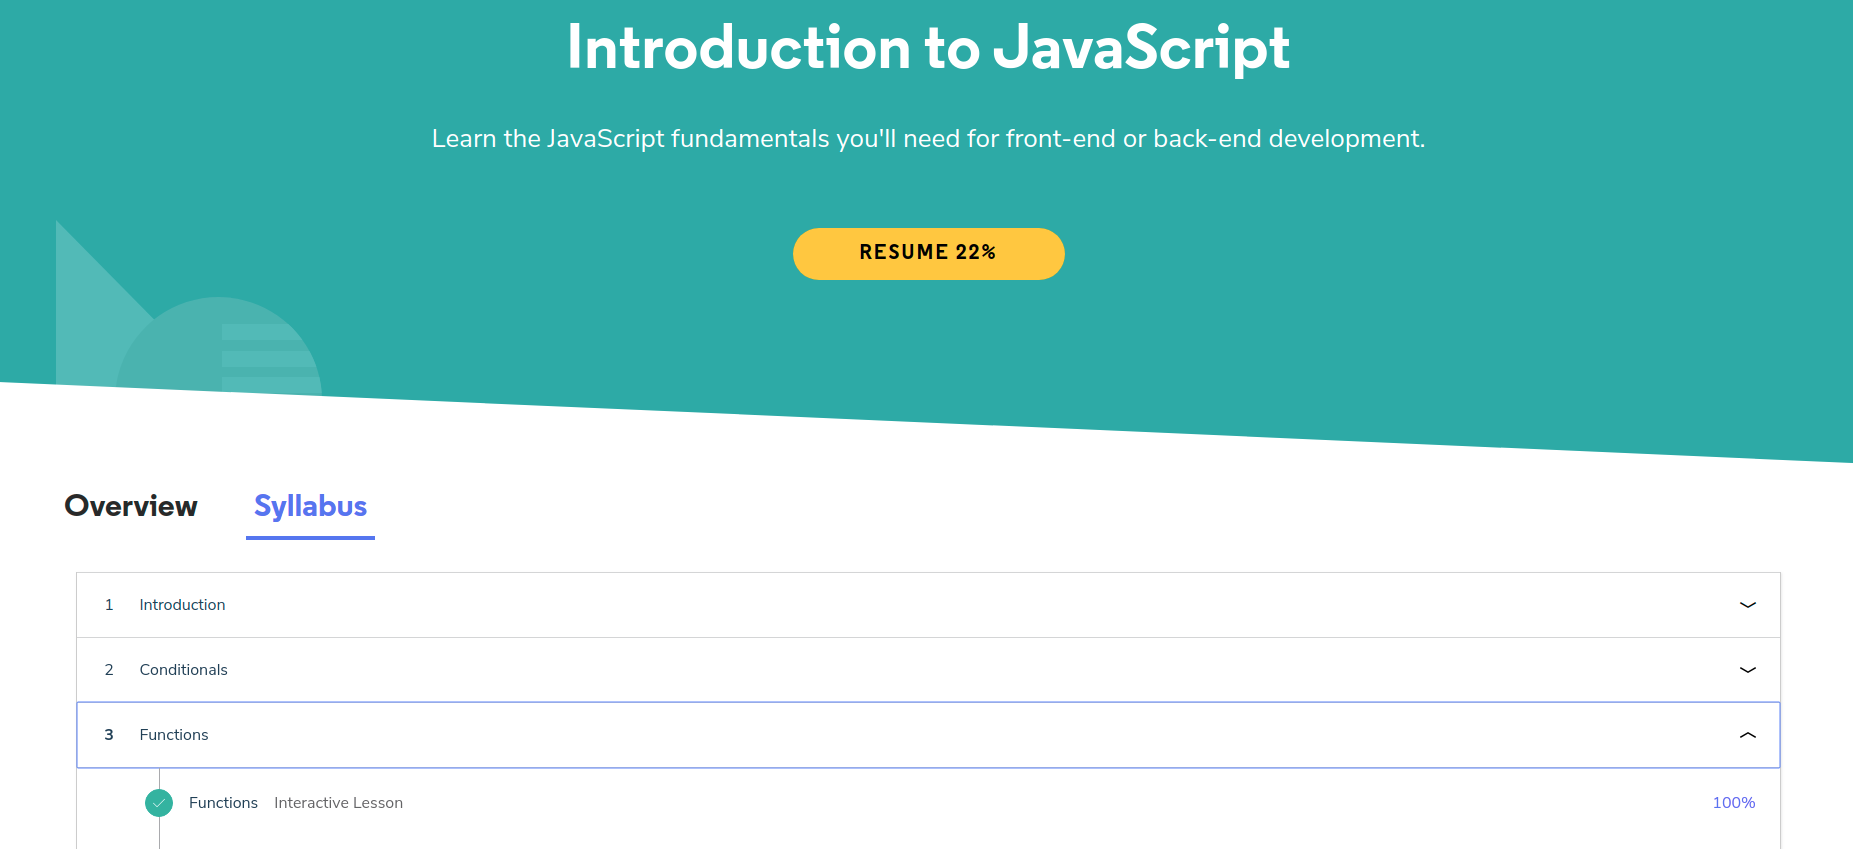 Introduction to JavaScript
Learn the JavaScript fundamentals you'll need for front-end or back-end development.
RESUME 22%
Overview Syllabus
1 Introduction
2 Conditionals
3 Functions
Functions Interactive Lesson 100%